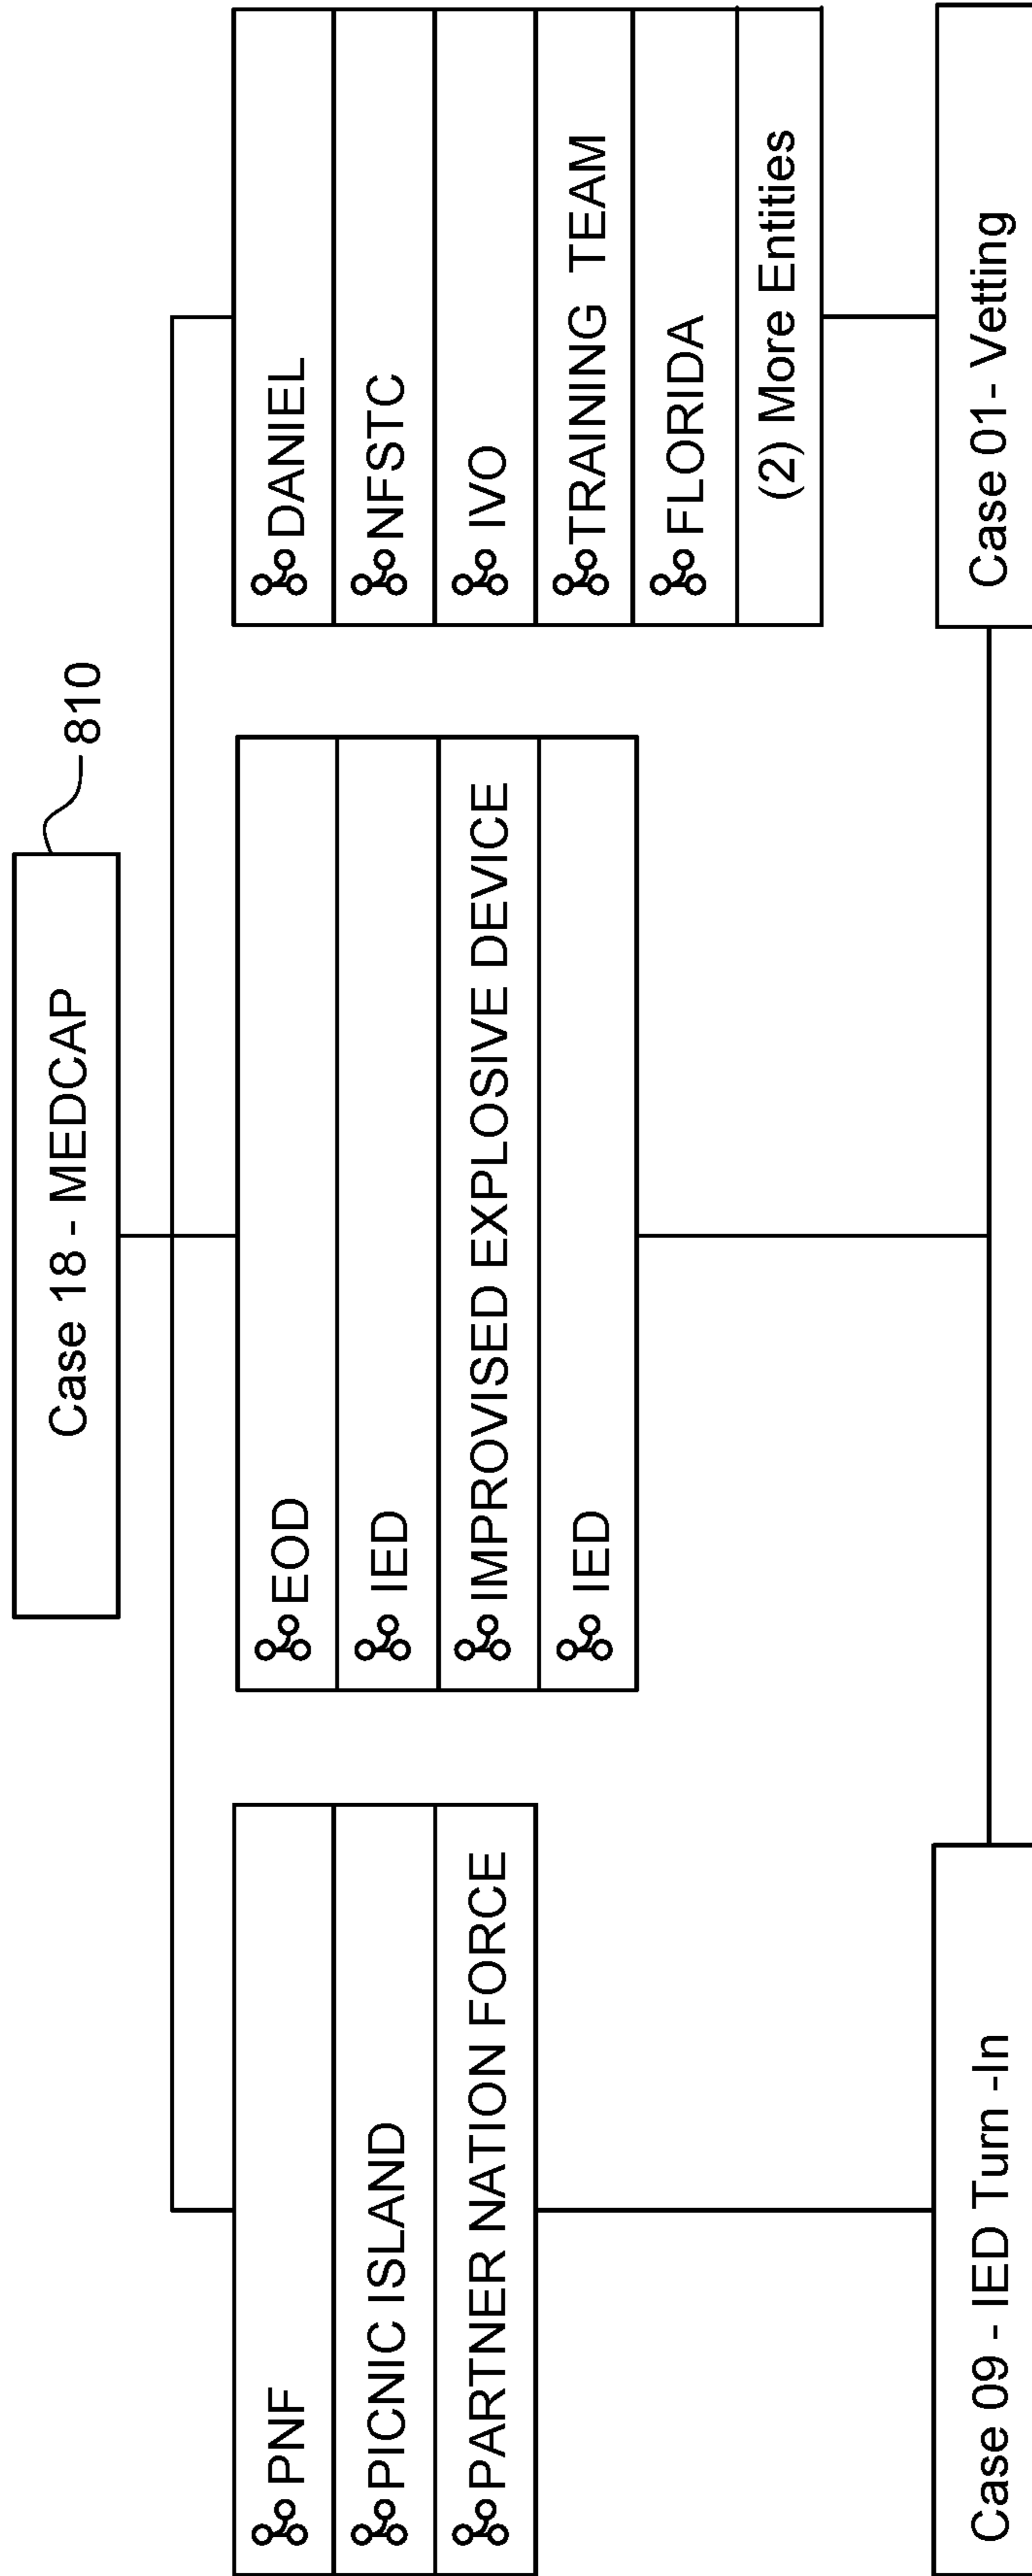 Case 18 - MEDCAP
810
PNF
PICNIC ISLAND
PARTNER NATION FORCE
EOD
IED
IMPROVISED EXPLOSIVE DEVICE
IED
DANIEL
NFSTC
IVO
TRAINING TEAM
FLORIDA
(2) More Entities
Case 09 - IED Turn -In
Case 01- Vetting